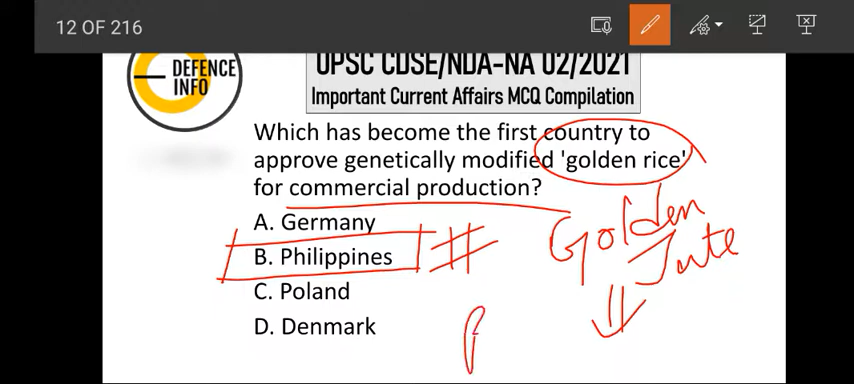 12 OF 216
DEFENCE
INFO
UPSC CDSE/NDA-NA 02/2021
Important Current Affairs MCQ Compilation
Which has become the first country to
approve genetically modified 'golden rice'
for commercial production?
A. Germany
B. Philippines
C. Poland
D. Denmark
#
Golden
Jute